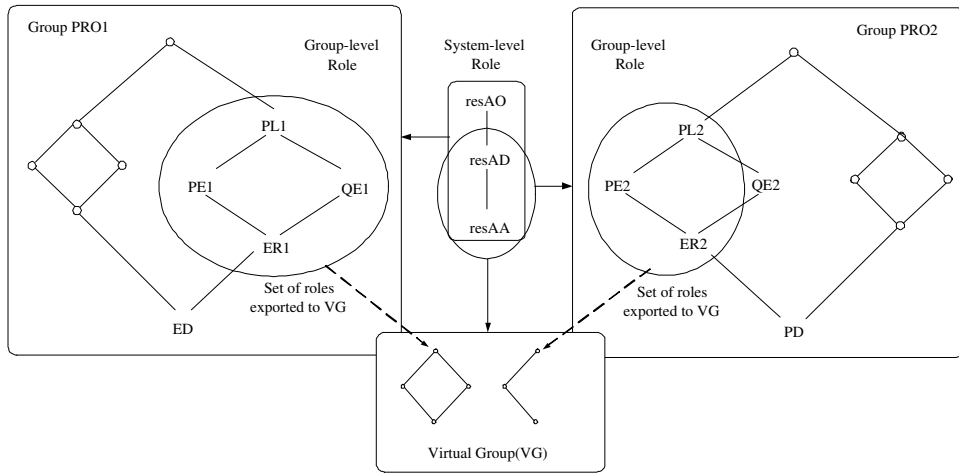 Group PRO1
Group-level
Role
System-level
Role
Group-level
Role
Group PRO2
resAO
PL1
PL2
resAD
PE1
QE1
PE2
QE2
resAA
ER1
ER2
Set of roles
exported to VG
Set of roles
exported to VG
ED
PD
Virtual Group(VG)